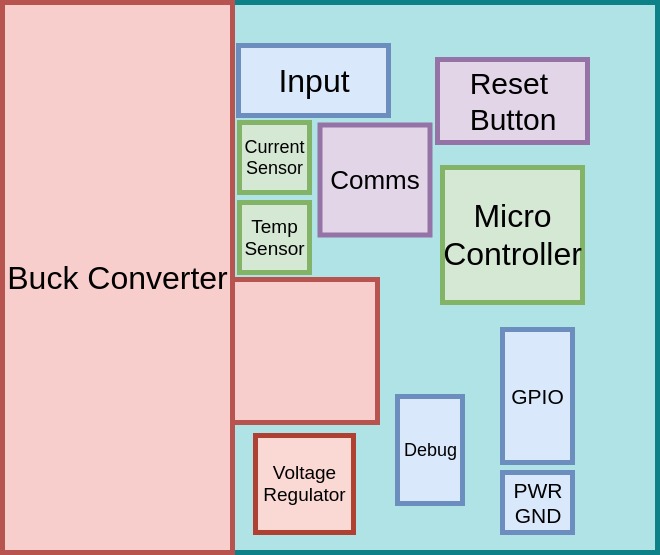 Buck Converter
Input
Reset
Button
Current
Sensor
Comms
Temp
Sensor
Micro
Controller
GPIO
Debug
Voltage
Regulator
PWR
GND